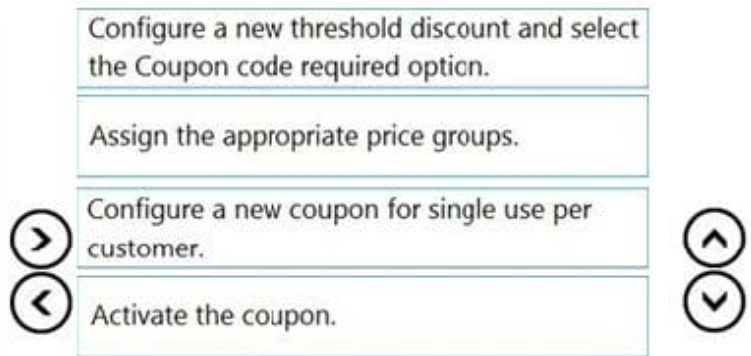 Configure a new threshold discount and select
the Coupon code required option.
Assign the appropriate price groups.
Configure a new coupon for single use per
customer.
Activate the coupon.